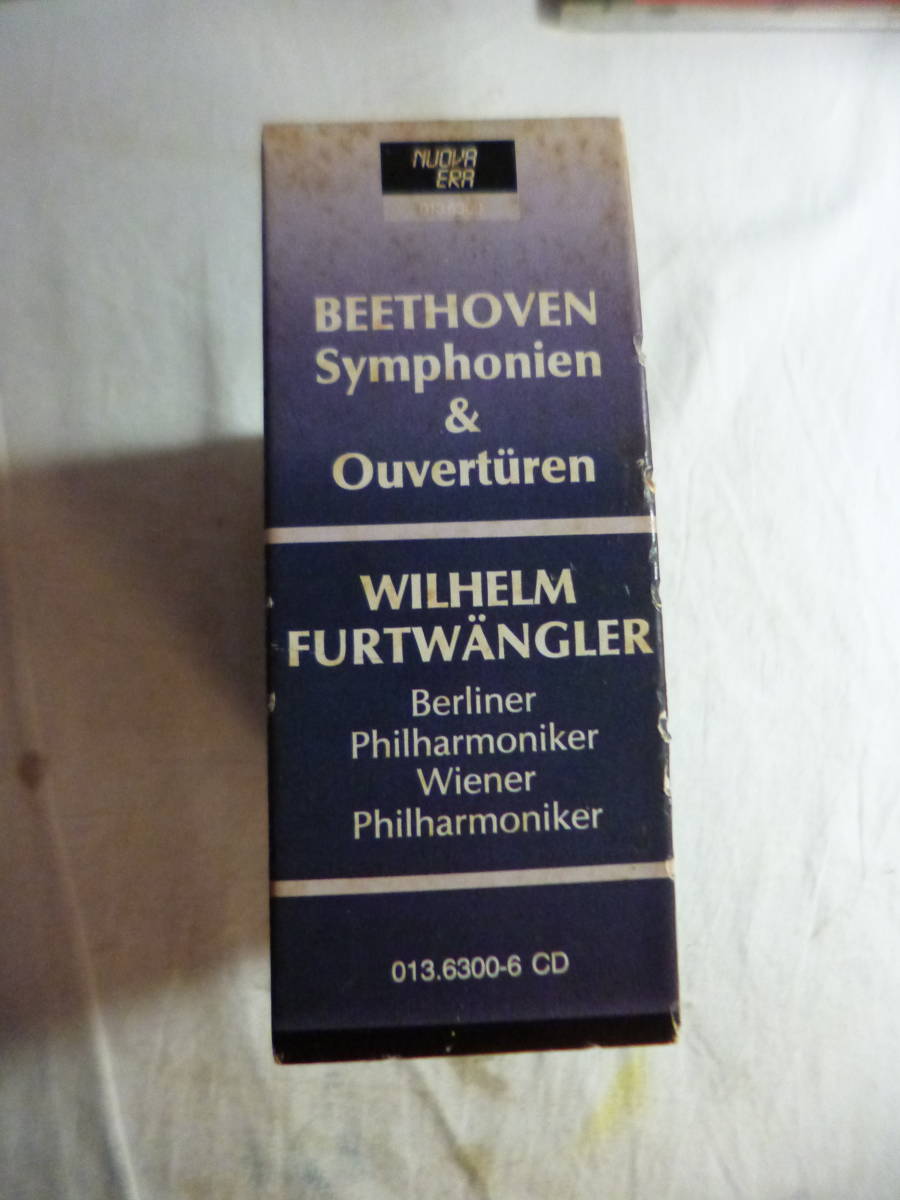 NUOVA
ERA
BEETHOVEN
Symphonien
&
Ouvertüren
WILHELM
FURTWÄNGLER
Berliner
Philharmoniker
Wiener
Philharmoniker
013.6300-6 CD